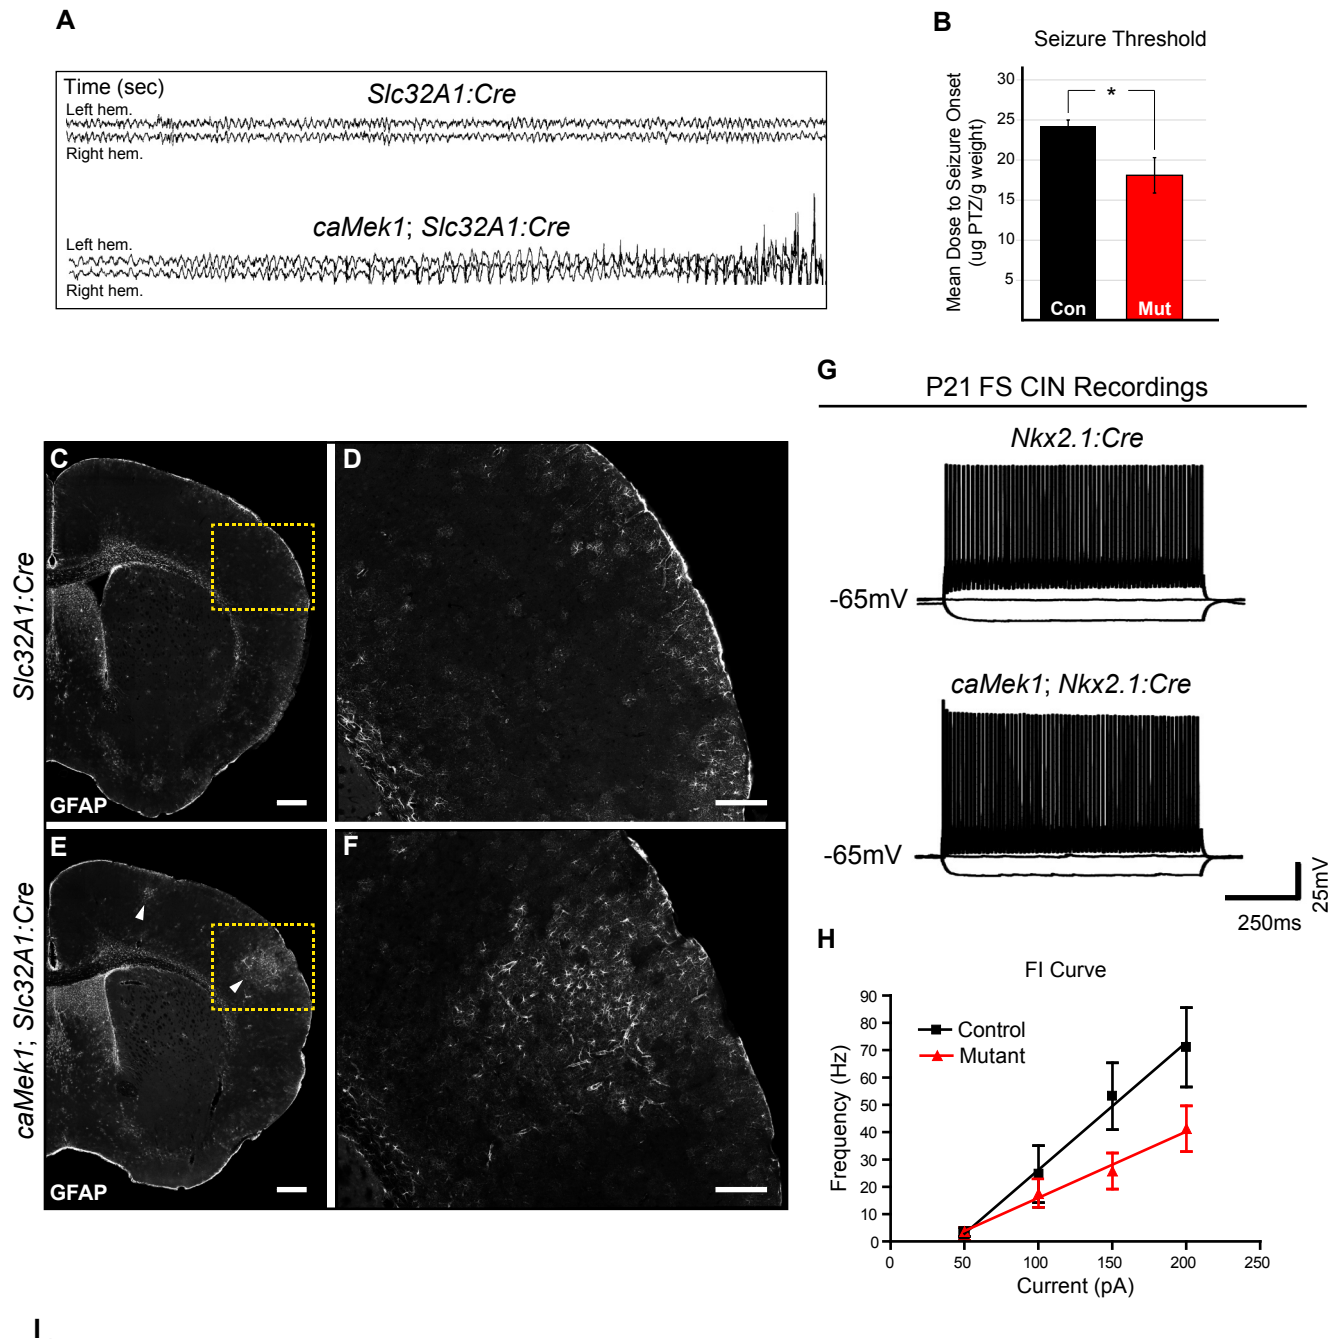 A
Time (sec)
Slc32A1:Cre
Left hem.
Right hem.
caMek1; Slc32A1:Cre
Left hem.
Right hem.
B
Seizure Threshold
Mean Dose to Seizure Onset
(ug PTZ/g weight)
30
25
20
15
10
5
*
Con
Mut
C
D
Slc32A1:Cre
GFAP
E
F
caMek1; Slc32A1:Cre
GFAP
G
P21 FS CIN Recordings
Nkx2.1:Cre
-65mV
caMek1; Nkx2.1:Cre
-65mV
25mV
250ms
H
FI Curve
Control
Mutant
Frequency (Hz)
90
80
70
60
50
40
30
20
10
0
0
50
100
150
200
250
Current (pA)
I